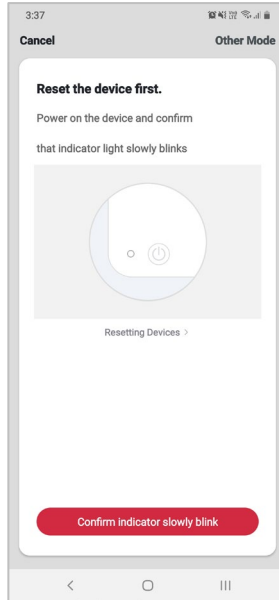 3:37
Cancel
Other Mode
Reset the device first.
Power on the device and confirm
that indicator light slowly blinks
Resetting Devices >
Confirm indicator slowly blink